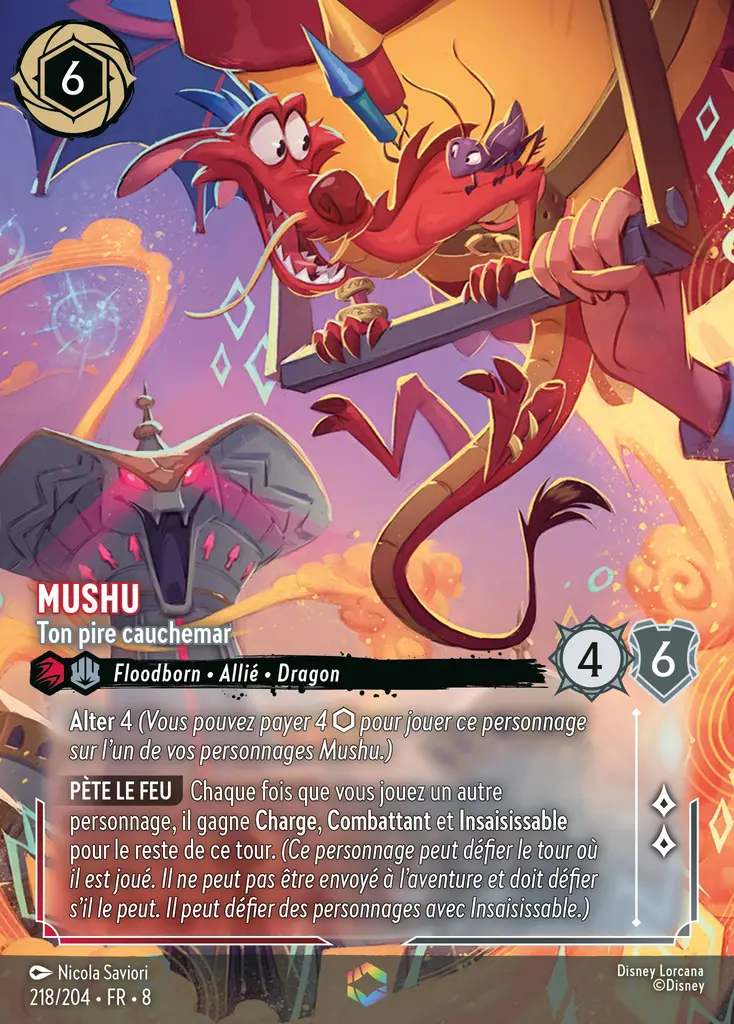 6
MUSHU
Ton pire cauchemar
Floodborn • Allié • Dragon
4
6
Alter 4 (Vous pouvez payer 4 ⬡ pour jouer ce personnage
sur l'un de vos personnages Mushu.)
PÈTE LE FEU Chaque fois que vous jouez un autre
personnage, il gagne Charge, Combattant et Insaisissable
pour le reste de ce tour. (Ce personnage peut défier le tour où
il est joué. Il ne peut pas être envoyé à l'aventure et doit défier
s'il le peut. Il peut défier des personnages avec Insaisissable.)
Nicola Saviori
218/204 • FR • 8
Disney Lorcana
©Disney